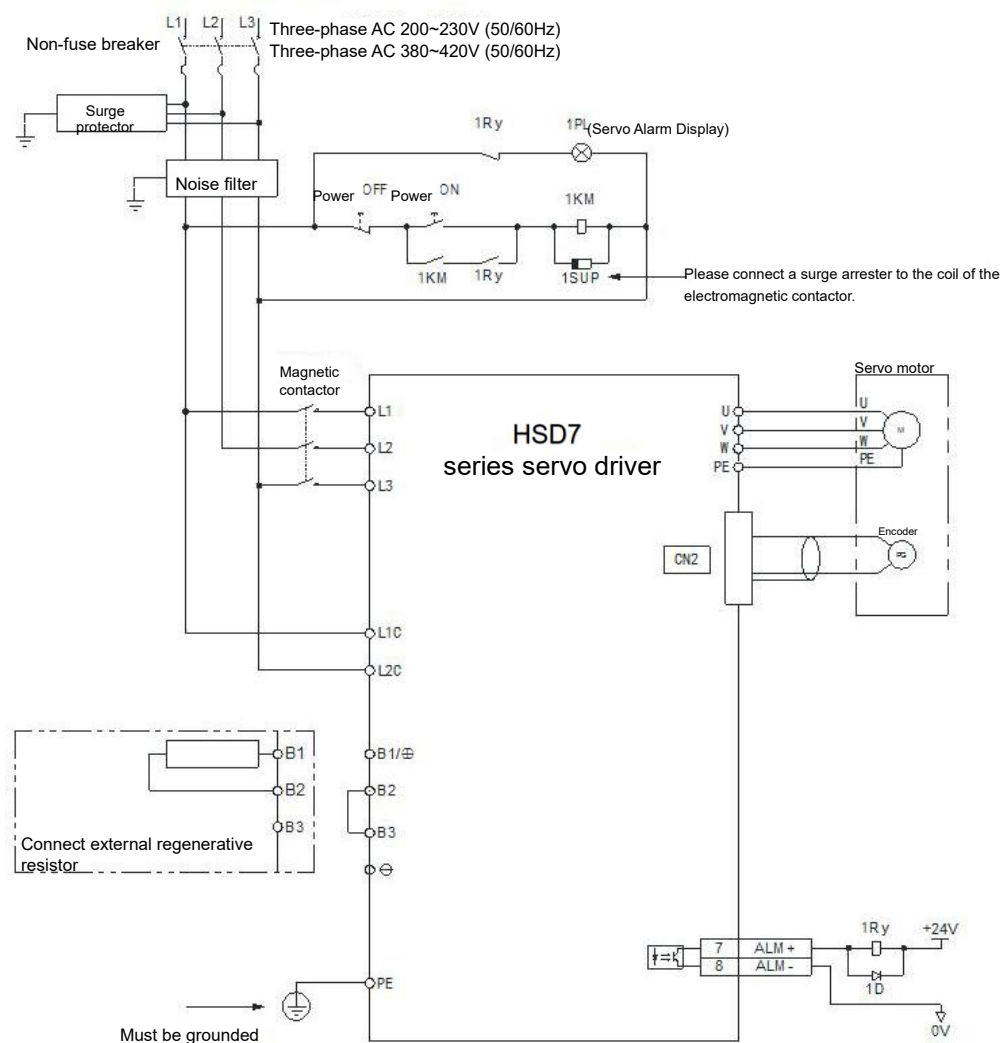 L1 L2 L3
Three-phase AC 200~230V (50/60Hz)
Non-fuse breaker
Three-phase AC 380~420V (50/60Hz)
Surge
protector
1Ry
1PL
(Servo Alarm Display)
Noise filter
Power OFF Power ON
1KM
1KM
1Ry
1SUP
Please connect a surge arrester to the coil of the
electromagnetic contactor.
Magnetic
contactor
Servo motor
L1
L2
L3
HSD7
series servo driver
U
V
W
PE
U
V
W
PE
M
Encoder
PG
CN2
L1C
L2C
B1
B2
B3
Connect external regenerative
resistor
B1/⊕
B2
B3
⊖
1Ry
+24V
7 ALM+
8 ALM-
1D
0V
PE
Must be grounded